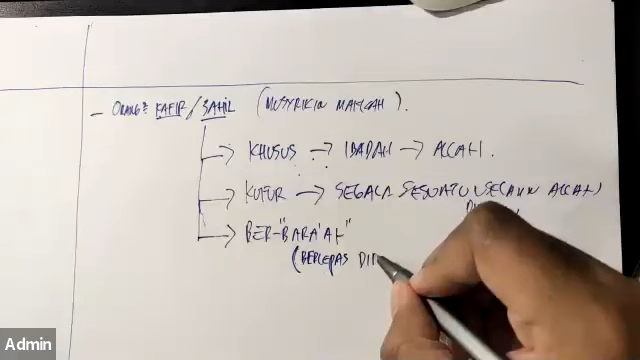 - ORANG² KAFIR/JAHIL (MUSYRIKIN MAKKAH).
→ KHUSUS → IBADAH → ALLAH.
→ KUFUR → SEGALA SESUATU (SELAIN ALLAH)
→ BER-"BARA'AH"
(BERLEPAS DIRI
Admin